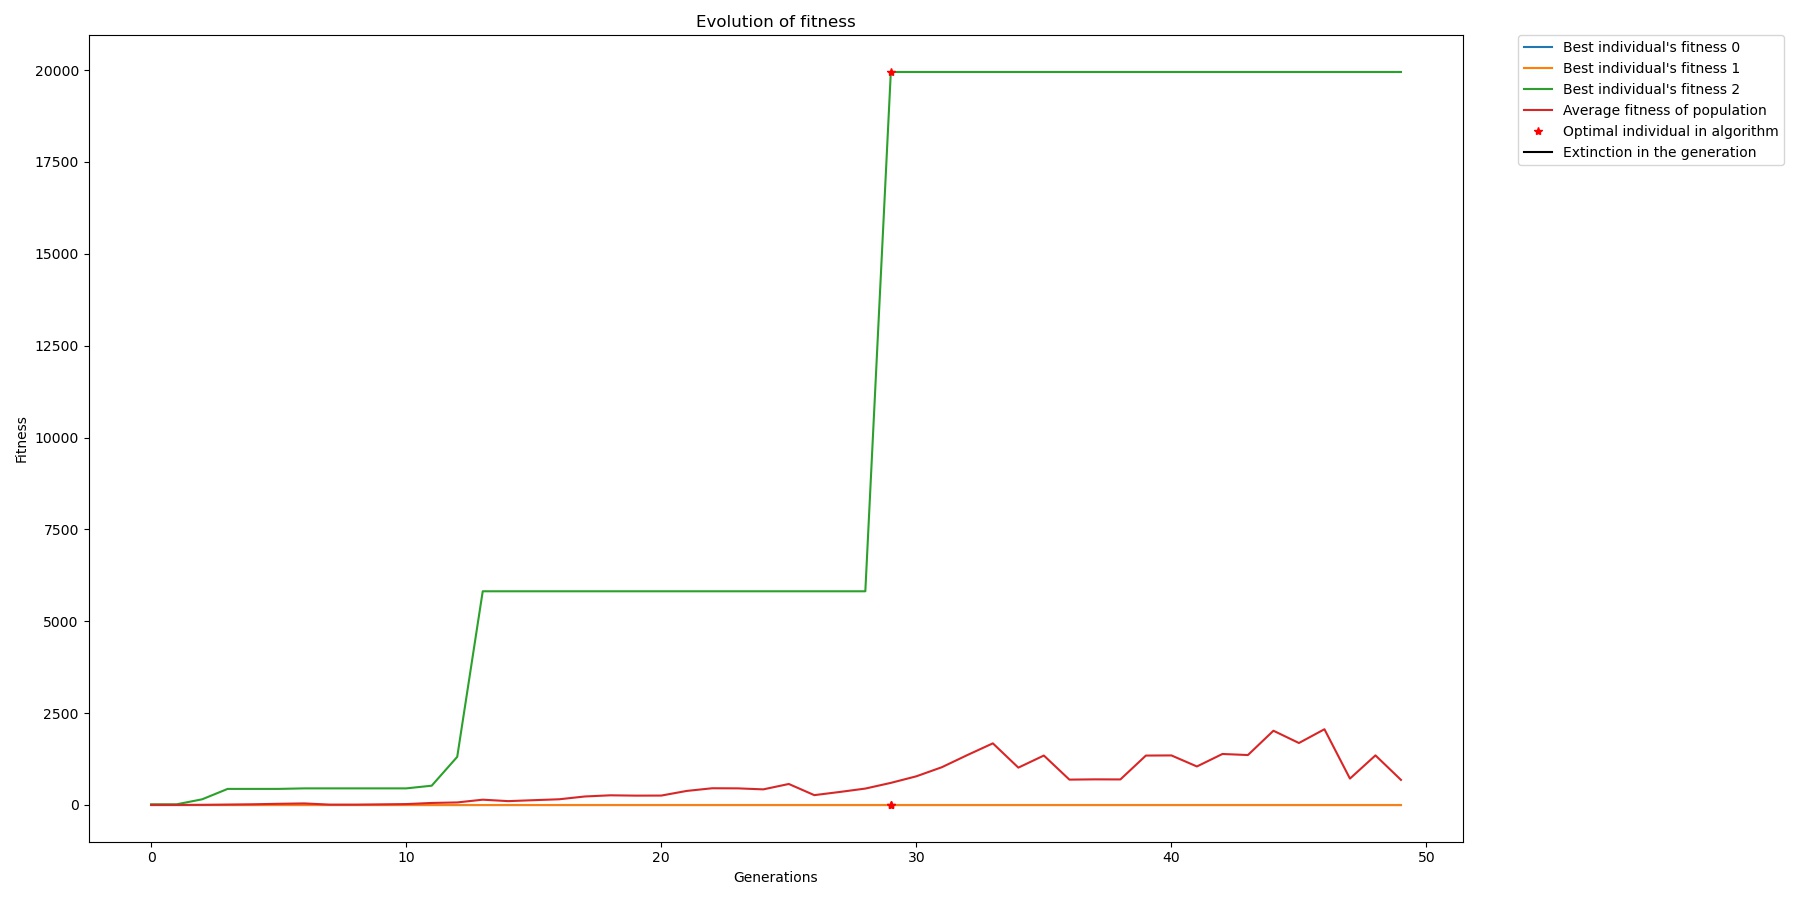 Evolution of fitness
Best individual's fitness 0
Best individual's fitness 1
Best individual's fitness 2
Average fitness of population
Optimal individual in algorithm
Extinction in the generation
20000
17500
15000
12500
10000
7500
5000
2500
0
Fitness
0 10 20 30 40 50
Generations